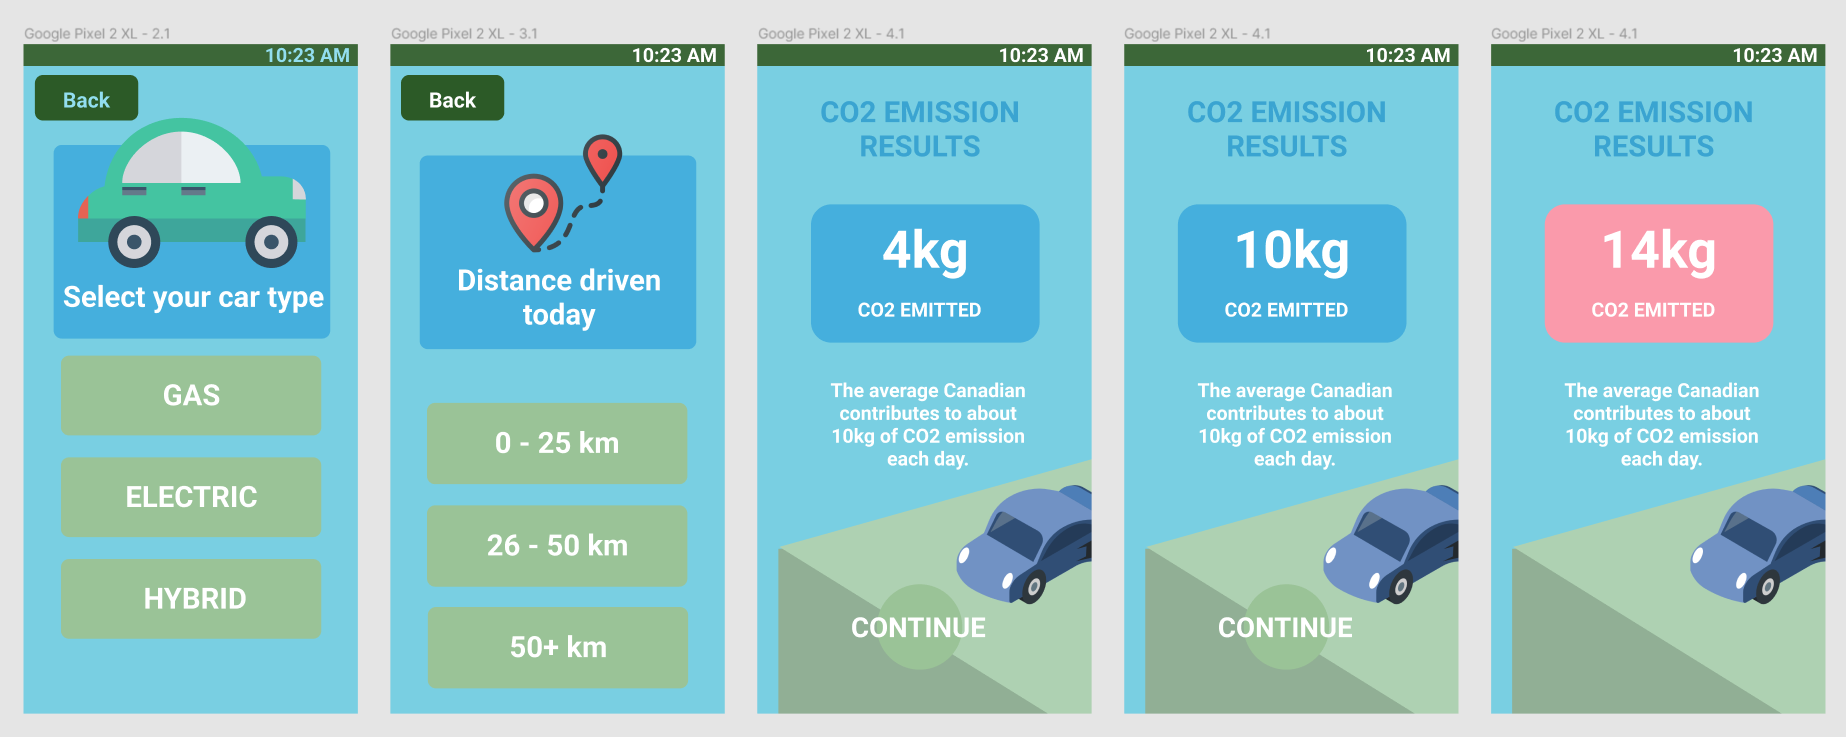 Google Pixel 2 XL - 2.1
10:23 AM
Back
Select your car type
GAS
ELECTRIC
HYBRID
Google Pixel 2 XL - 3.1
10:23 AM
Back
Distance driven
today
0 - 25 km
26 - 50 km
50+ km
Google Pixel 2 XL - 4.1
10:23 AM
CO2 EMISSION
RESULTS
4kg
CO2 EMITTED
The average Canadian
contributes to about
10kg of CO2 emission
each day.
CONTINUE
Google Pixel 2 XL - 4.1
10:23 AM
CO2 EMISSION
RESULTS
10kg
CO2 EMITTED
The average Canadian
contributes to about
10kg of CO2 emission
each day.
CONTINUE
Google Pixel 2 XL - 4.1
10:23 AM
CO2 EMISSION
RESULTS
14kg
CO2 EMITTED
The average Canadian
contributes to about
10kg of CO2 emission
each day.